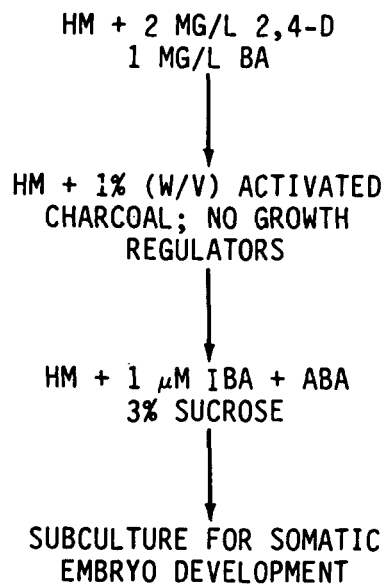 HM + 2 MG/L 2,4-D
1 MG/L BA
HM + 1% (W/V) ACTIVATED
CHARCOAL; NO GROWTH
REGULATORS
HM + 1 μM IBA + ABA
3% SUCROSE
SUBCULTURE FOR SOMATIC
EMBRYO DEVELOPMENT